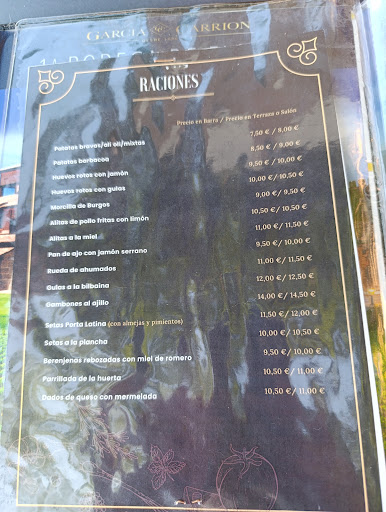 GARCIA DE CARRION
RACIONES
Precio en Barra / Precio en Terraza o Salón
Patatas bravas/ali oli/mistas 7,50 € / 8,00 €
Patatas barbacoa 8,50 € / 9,00 €
Huevos rotos con jamón 9,50 € / 10,00 €
Huevos rotos con gulas 10,00 € / 10,50 €
Morcilla de Burgos 9,00 € / 9,50 €
Alitas de pollo fritas con limón 10,50 € / 10,50 €
Alitas a la miel 11,00 € / 11,50 €
Pan de ajo con jamón serrano 9,50 € / 10,00 €
Rueda de ahumados 11,00 € / 11,50 €
Gulas a la bilbaina 12,00 € / 12,50 €
Gambones al ajillo 14,00 € / 14,50 €
Setas Porta Latina (con almejas y pimientos) 11,50 € / 12,00 €
Setas a la plancha 10,00 € / 10,50 €
Berenjenas rebozadas con miel de romero 9,50 € / 10,00 €
Parrillada de la huerta 10,50 € / 11,00 €
Dados de queso con mermelada 10,50 € / 11,00 €